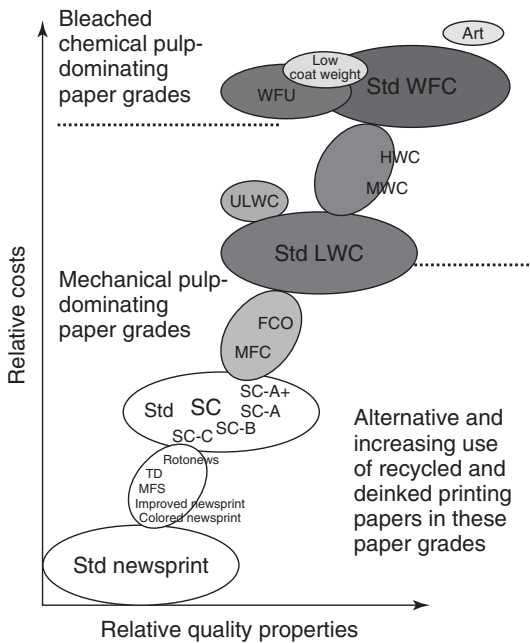 Bleached
chemical pulp-
dominating
paper grades
Art
Low
coat weight
WFU
Std WFC
HWC
MWC
ULWC
Std LWC
Mechanical pulp-
dominating
paper grades
FCO
MFC
SC-A+
Std SC SC-A
SC-B
SC-C
Rotonews
TD
MFS
Improved newsprint
Colored newsprint
Std newsprint
Alternative and
increasing use
of recycled and
deinked printing
papers in these
paper grades
Relative costs
Relative quality properties